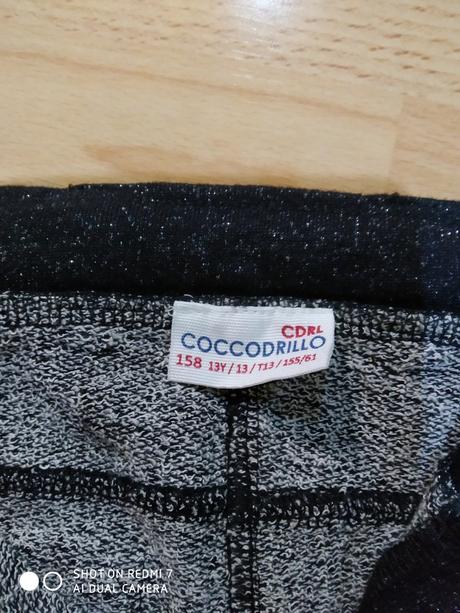 CDRL
COCCODRILLO
158 13Y / 13 / T13 / 155/61
SHOT ON REDMI 7
AI DUAL CAMERA